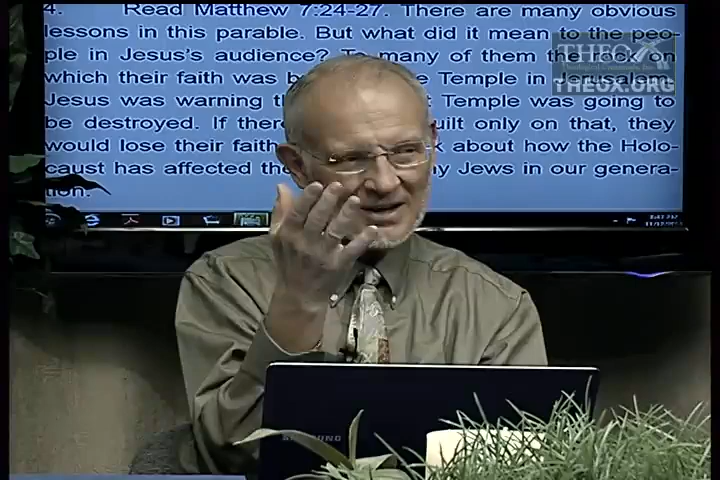 4. Read Matthew 7:24-27. There are many obvious
lessons in this parable. But what did it mean to the peo-
ple in Jesus's audience? To many of them the rock on
which their faith was Temple in Jerusalem.
Jesus was warning Temple was going to
be destroyed. If only on that, they
would lose their faith about how the Holo-
caust has affected Jews in our genera-
tion.
THEOX
THEOX.ORG
SAMSUNG